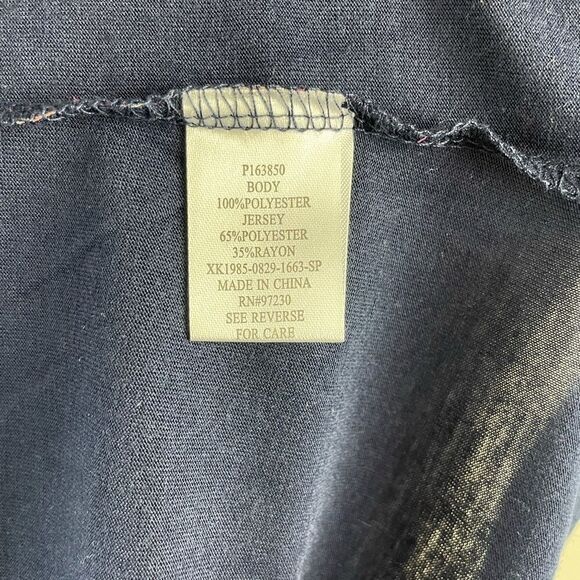 P163850
BODY
100%POLYESTER
JERSEY
65%POLYESTER
35%RAYON
XK1985-0829-1663-SP
MADE IN CHINA
RN#97230
SEE REVERSE
FOR CARE